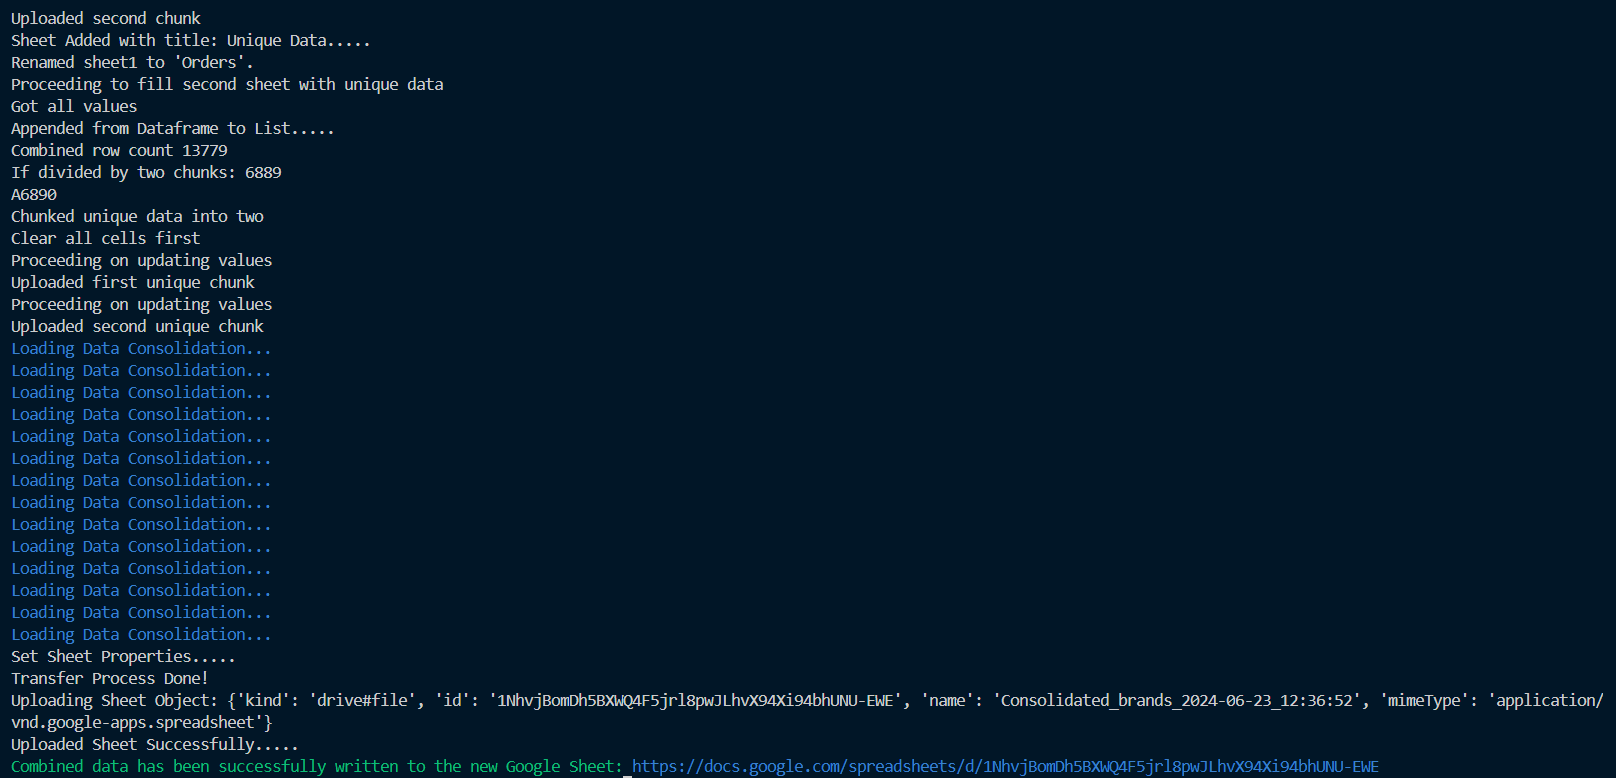 Uploaded second chunk
Sheet Added with title: Unique Data.....
Renamed sheet1 to 'Orders'.
Proceeding to fill second sheet with unique data
Got all values
Appended from Dataframe to List.....
Combined row count 13779
If divided by two chunks: 6889
A6890
Chunked unique data into two
Clear all cells first
Proceeding on updating values
Uploaded first unique chunk
Proceeding on updating values
Uploaded second unique chunk
Loading Data Consolidation...
Loading Data Consolidation...
Loading Data Consolidation...
Loading Data Consolidation...
Loading Data Consolidation...
Loading Data Consolidation...
Loading Data Consolidation...
Loading Data Consolidation...
Loading Data Consolidation...
Loading Data Consolidation...
Loading Data Consolidation...
Loading Data Consolidation...
Loading Data Consolidation...
Loading Data Consolidation...
Set Sheet Properties.....
Transfer Process Done!
Uploading Sheet Object: {'kind': 'drive#file', 'id': '1NhvjBomDh5BXWQ4F5jrl8pwJLhvX94Xi94bhUNU-EWE', 'name': 'Consolidated_brands_2024-06-23_12:36:52', 'mimeType': 'application/
vnd.google-apps.spreadsheet'}
Uploaded Sheet Successfully.....
Combined data has been successfully written to the new Google Sheet: https://docs.google.com/spreadsheets/d/1NhvjBomDh5BXWQ4F5jrl8pwJLhvX94Xi94bhUNU-EWE